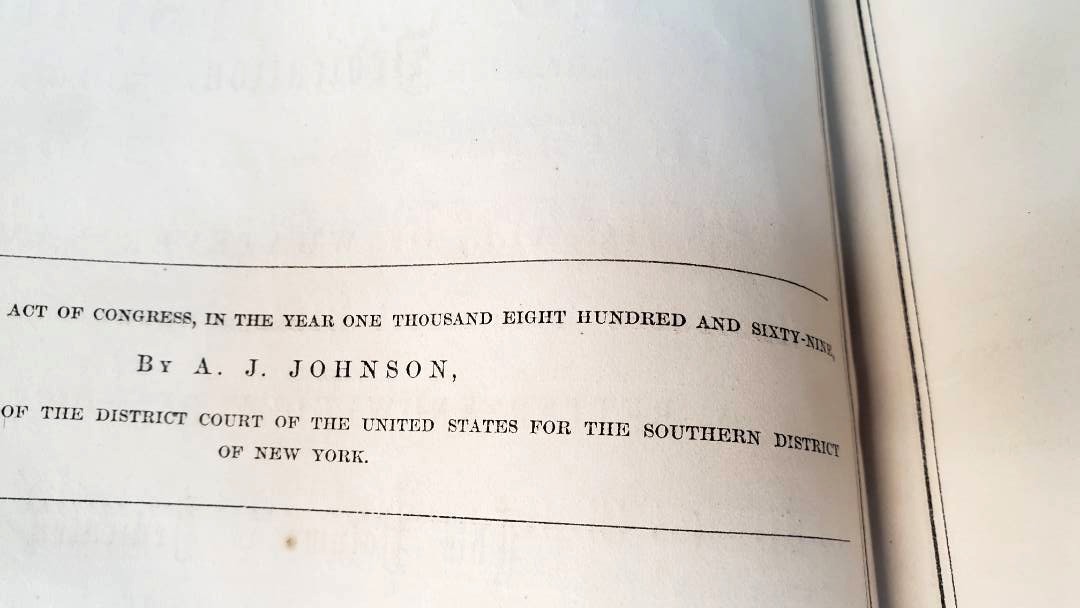 ACT OF CONGRESS, IN THE YEAR ONE THOUSAND EIGHT HUNDRED AND SIXTY-NINE,
BY A. J. JOHNSON,
OF THE DISTRICT COURT OF THE UNITED STATES FOR THE SOUTHERN DISTRICT
OF NEW YORK.